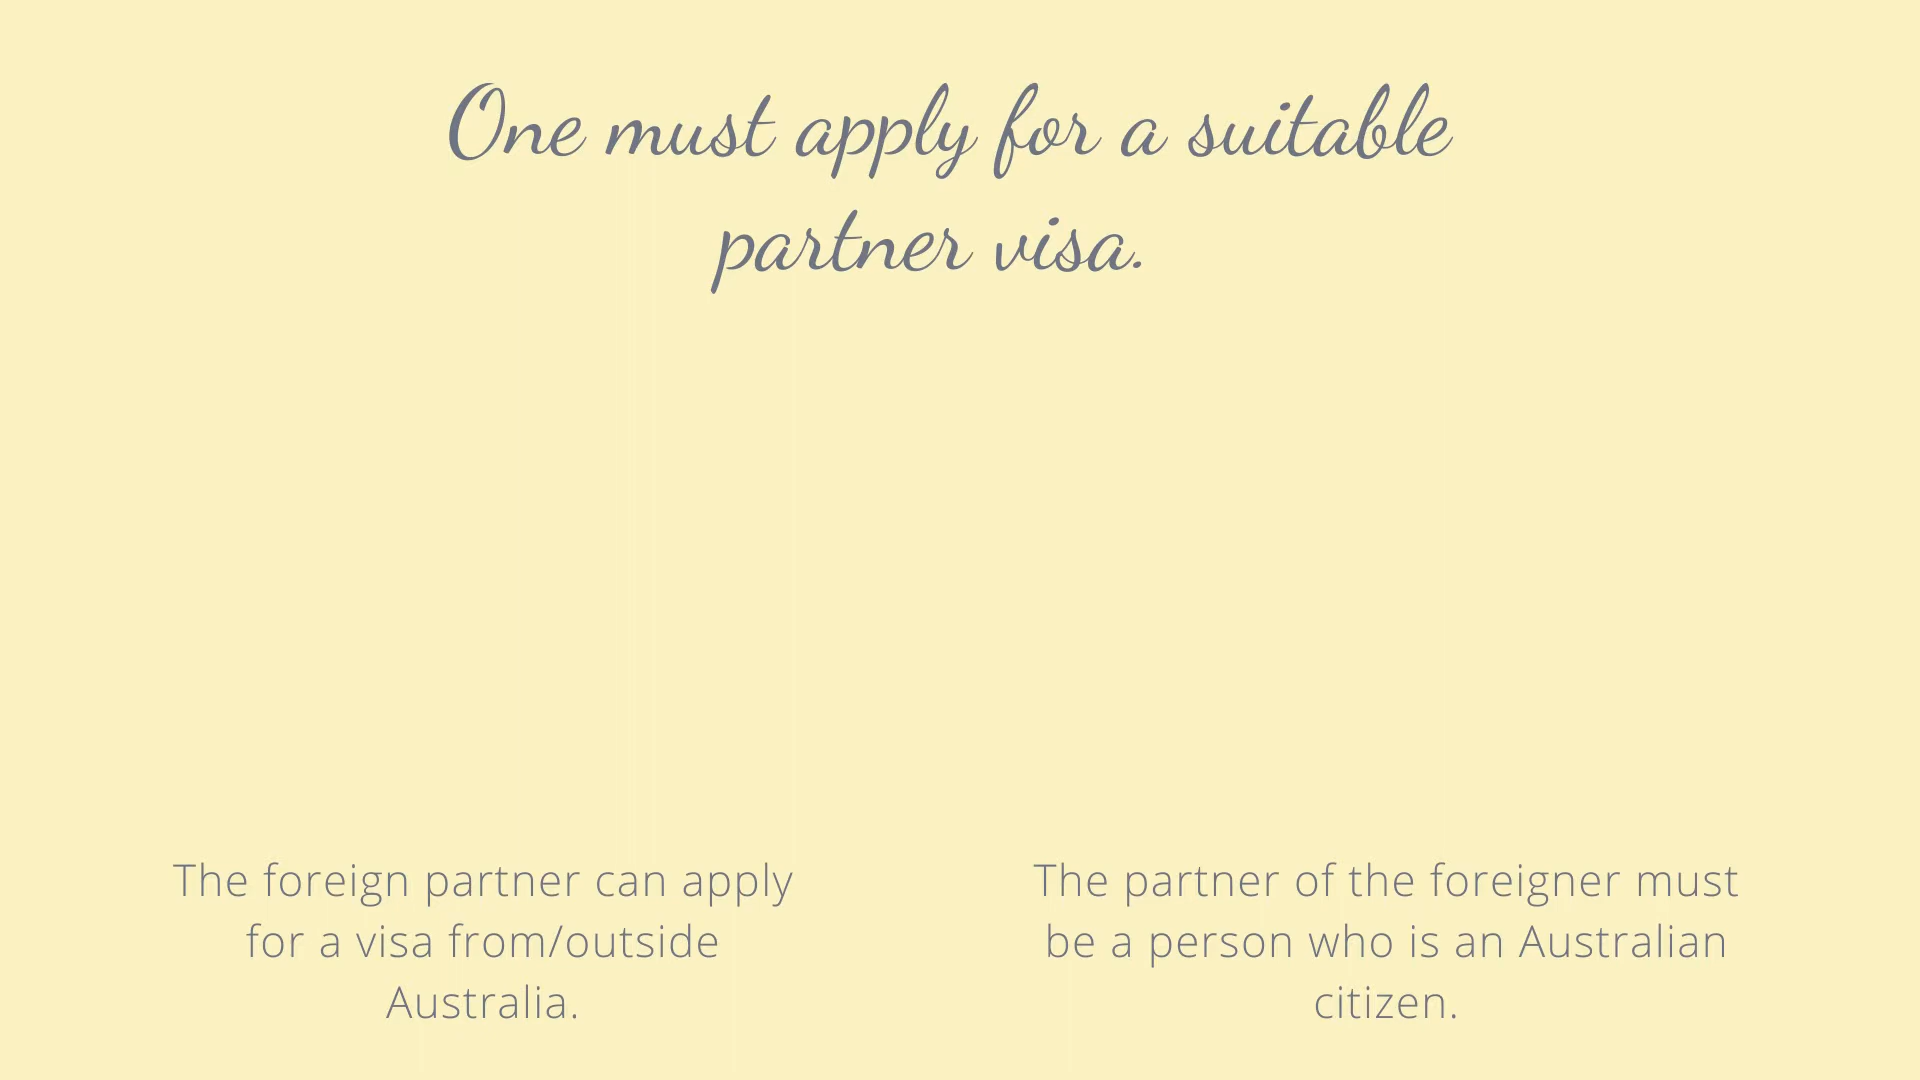 One must apply for a suitable
partner visa.
The foreign partner can apply
for a visa from/outside
Australia.
The partner of the foreigner must
be a person who is an Australian
citizen.